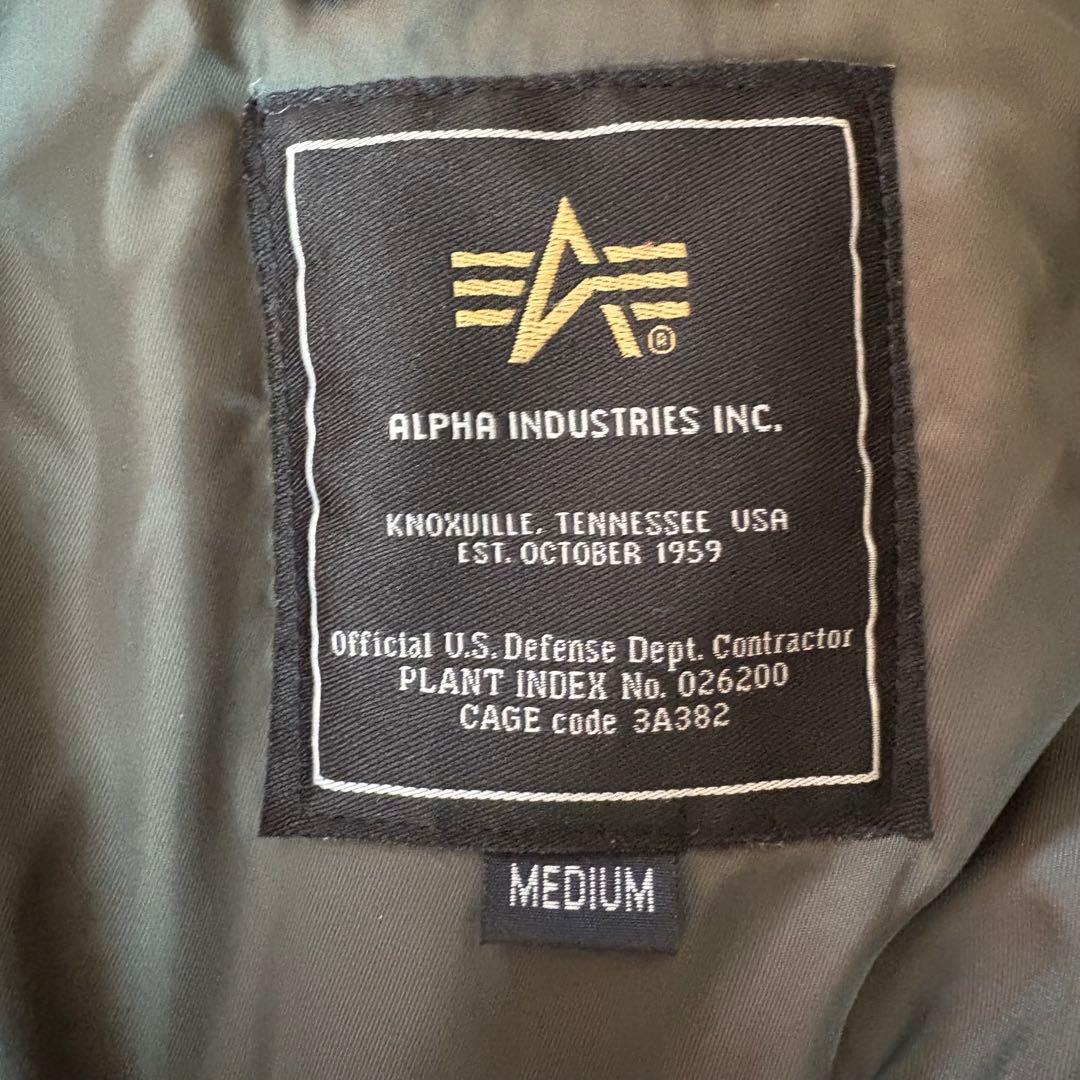 ®
ALPHA INDUSTRIES INC.
KNOXVILLE, TENNESSEE USA
EST. OCTOBER 1959
Official U.S. Defense Dept. Contractor
PLANT INDEX No. 026200
CAGE code 3A382
MEDIUM